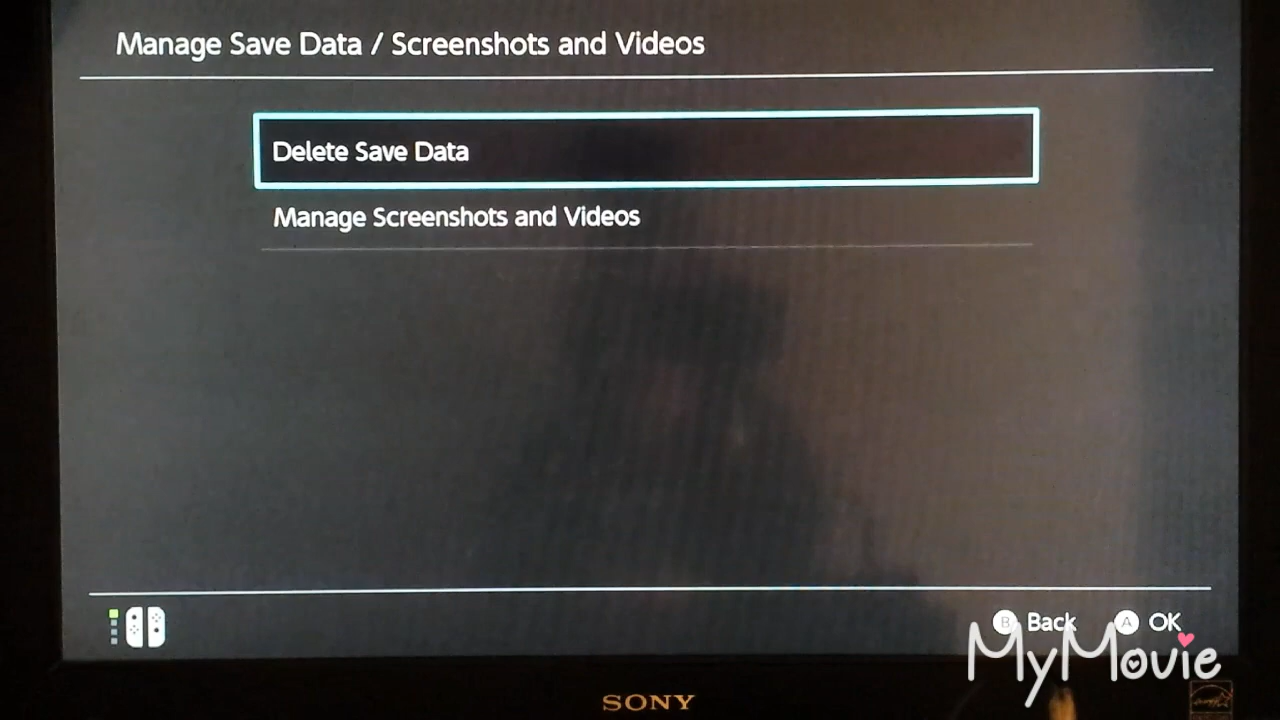 Manage Save Data / Screenshots and Videos
Delete Save Data
Manage Screenshots and Videos
B Back A OK
MyMovie
SONY